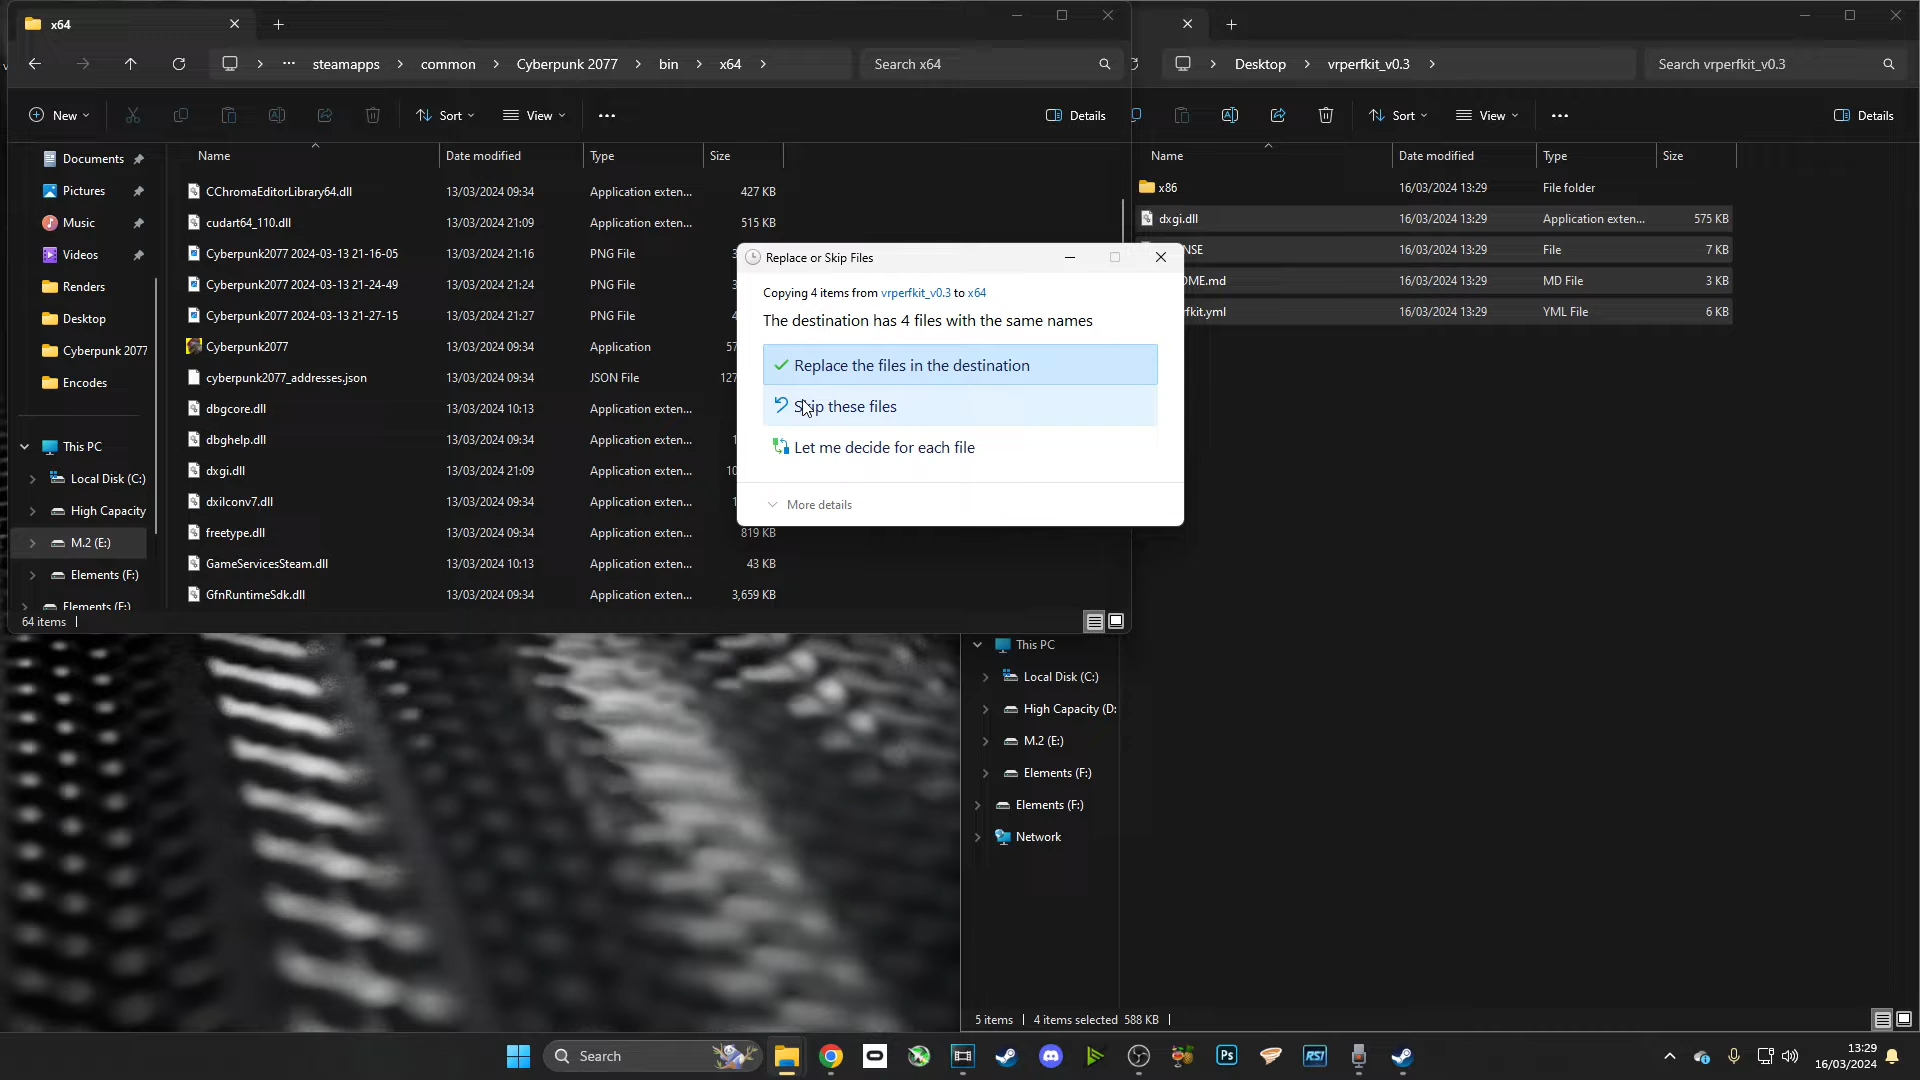 x64
steamapps
common
Cyberpunk 2077
bin
x64
Search x64
Desktop
vrperfkit_v0.3
Search vrperfkit_v0.3
New
Sort
View
Details
Sort
View
Details
Documents
Pictures
Music
Videos
Renders
Desktop
Cyberpunk 2077
Encodes
This PC
Local Disk (C:)
High Capacity
M.2 (E:)
Elements (F:)
Elements (F:)
Name Date modified Type Size
CChromaEditorLibrary64.dll 13/03/2024 09:34 Application exten... 427 KB
cudart64_110.dll 13/03/2024 21:09 Application exten... 515 KB
Cyberpunk2077 2024-03-13 21-16-05 13/03/2024 21:16 PNG File
Cyberpunk2077 2024-03-13 21-24-49 13/03/2024 21:24 PNG File
Cyberpunk2077 2024-03-13 21-27-15 13/03/2024 21:27 PNG File
Cyberpunk2077 13/03/2024 09:34 Application
cyberpunk2077_addresses.json 13/03/2024 09:34 JSON File
dbgcore.dll 13/03/2024 10:13 Application exten...
dbghelp.dll 13/03/2024 09:34 Application exten...
dxgi.dll 13/03/2024 21:09 Application exten...
dxilconv7.dll 13/03/2024 09:34 Application exten...
freetype.dll 13/03/2024 09:34 Application exten... 819 KB
GameServicesSteam.dll 13/03/2024 10:13 Application exten... 43 KB
GfnRuntimeSdk.dll 13/03/2024 09:34 Application exten... 3,659 KB
64 items
Replace or Skip Files
Copying 4 items from vrperfkit_v0.3 to x64
The destination has 4 files with the same names
Replace the files in the destination
Skip these files
Let me decide for each file
More details
Name Date modified Type Size
x86 16/03/2024 13:29 File folder
dxgi.dll 16/03/2024 13:29 Application exten... 575 KB
NSE 16/03/2024 13:29 File 7 KB
OME.md 16/03/2024 13:29 MD File 3 KB
fkit.yml 16/03/2024 13:29 YML File 6 KB
This PC
Local Disk (C:)
High Capacity (D:
M.2 (E:)
Elements (F:)
Elements (F:)
Network
5 items 4 items selected 588 KB
Search
Ps
RSI
13:29
16/03/2024